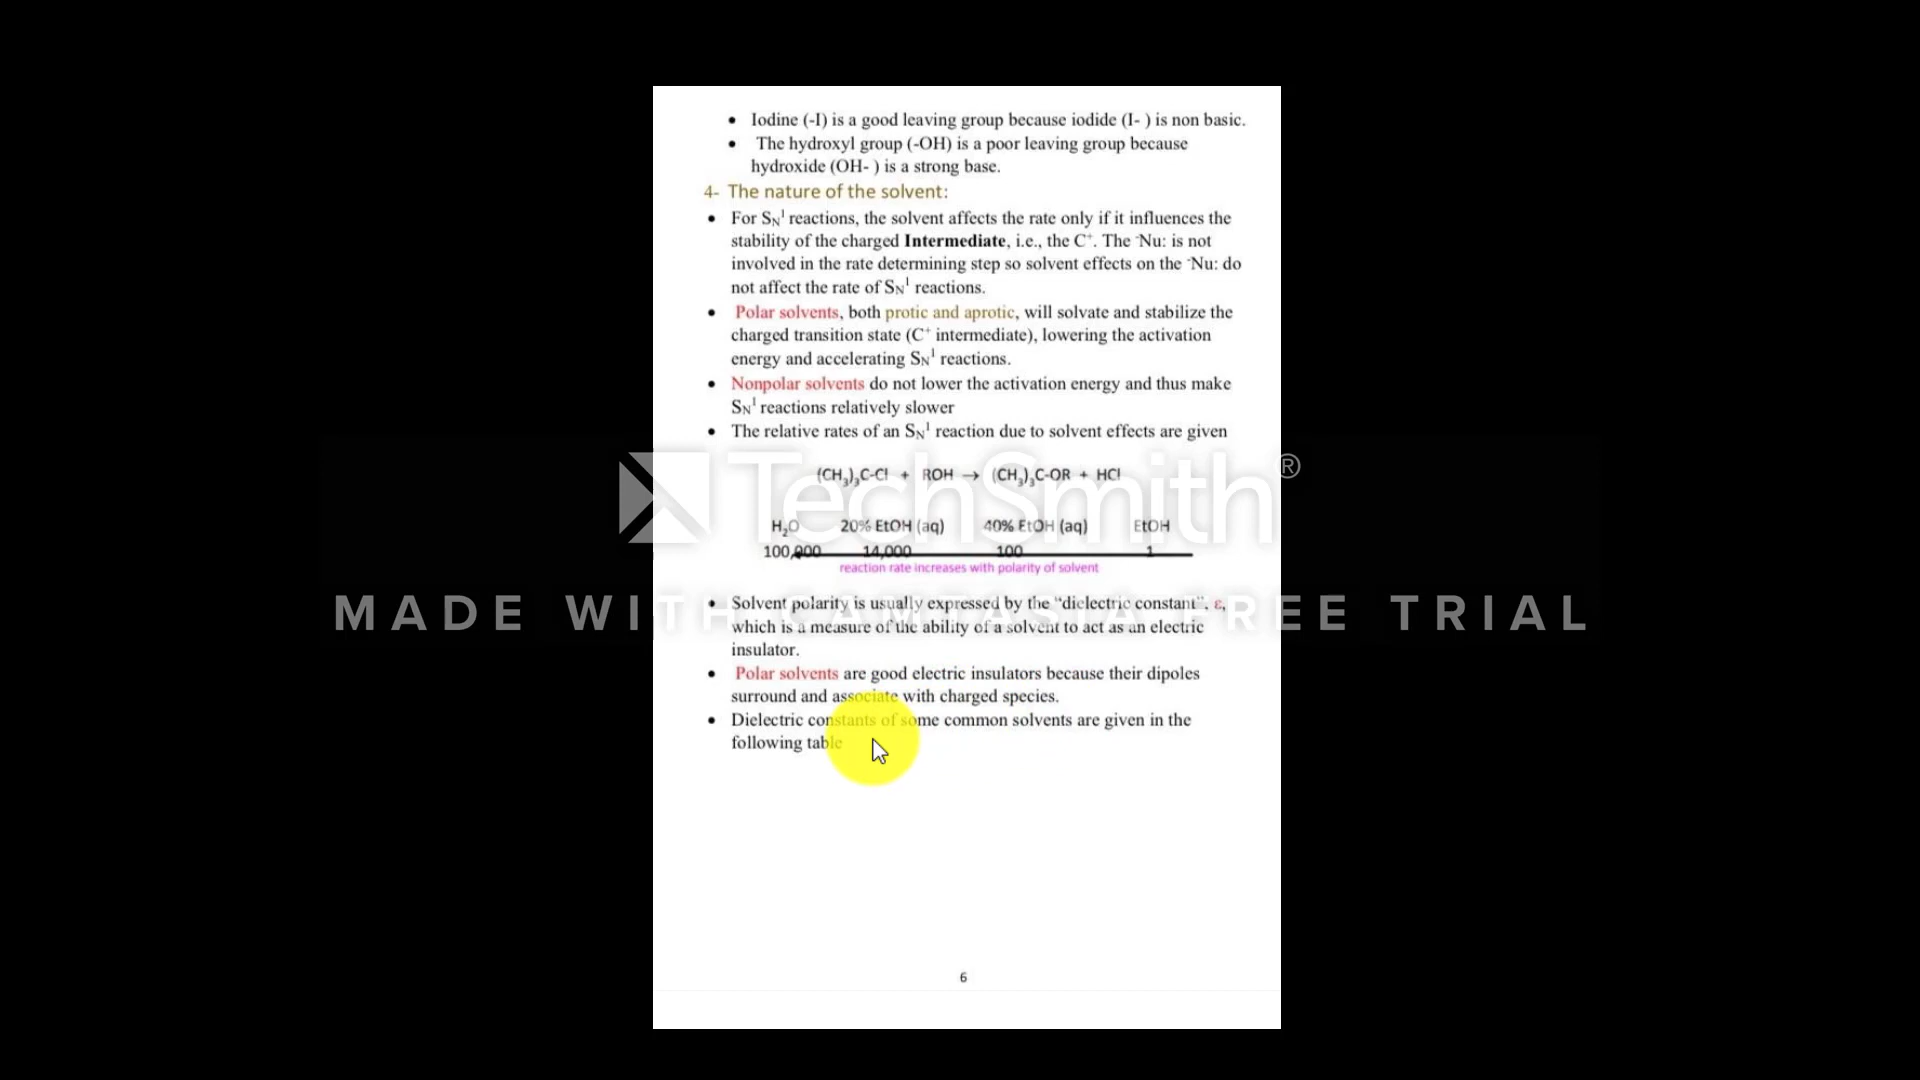 • Iodine (-I) is a good leaving group because iodide (I- ) is non basic.
• The hydroxyl group (-OH) is a poor leaving group because
hydroxide (OH- ) is a strong base.
4- The nature of the solvent:
• For SN¹ reactions, the solvent affects the rate only if it influences the
stability of the charged Intermediate, i.e., the C⁺. The ⁻Nu: is not
involved in the rate determining step so solvent effects on the ⁻Nu: do
not affect the rate of SN¹ reactions.
• Polar solvents, both protic and aprotic, will solvate and stabilize the
charged transition state (C⁺ intermediate), lowering the activation
energy and accelerating SN¹ reactions.
• Nonpolar solvents do not lower the activation energy and thus make
SN¹ reactions relatively slower
• The relative rates of an SN¹ reaction due to solvent effects are given
(CH₃)₃C-Cl + ROH → (CH₃)₃C-OR + HCl
TechSmith®
H₂O 20% EtOH (aq) 40% EtOH (aq) EtOH
100,000 14,000 100 1
reaction rate increases with polarity of solvent
MADE WITH CAMTASIA FREE TRIAL
• Solvent polarity is usually expressed by the “dielectric constant”, ε,
which is a measure of the ability of a solvent to act as an electric
insulator.
• Polar solvents are good electric insulators because their dipoles
surround and associate with charged species.
• Dielectric constants of some common solvents are given in the
following table
6